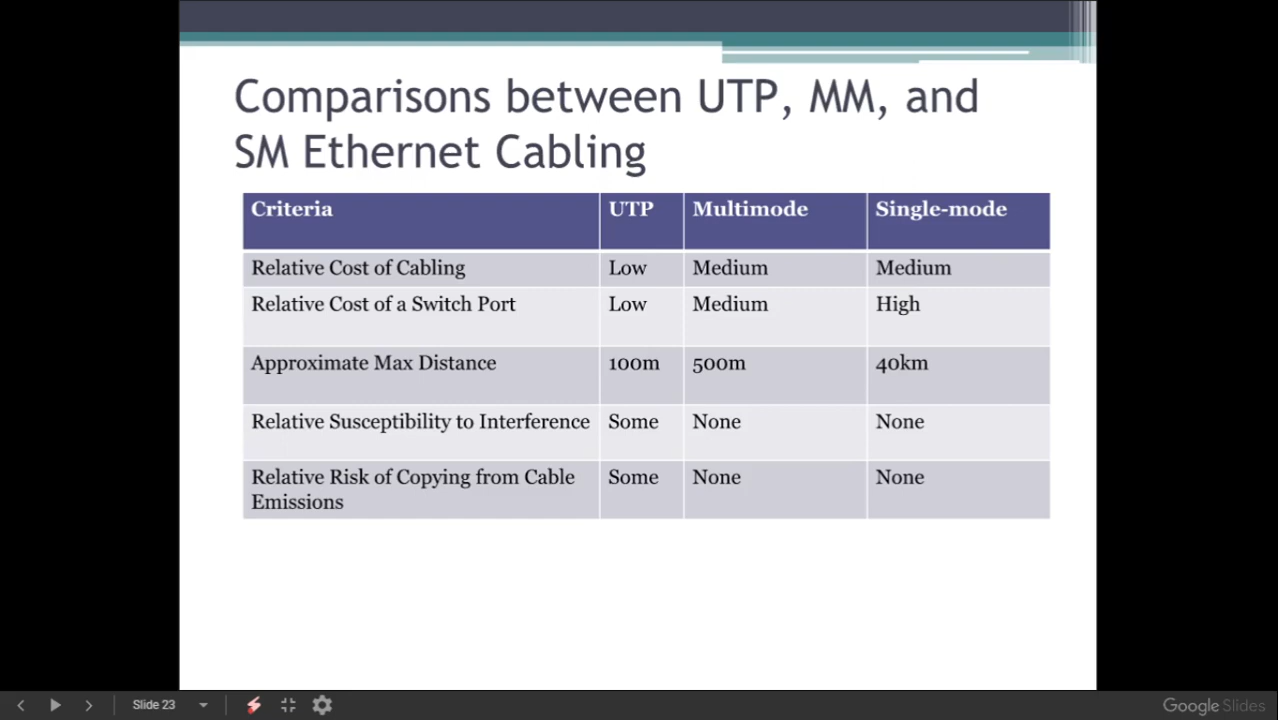 Comparisons between UTP, MM, and
SM Ethernet Cabling
Criteria UTP Multimode Single-mode
Relative Cost of Cabling Low Medium Medium
Relative Cost of a Switch Port Low Medium High
Approximate Max Distance 100m 500m 40km
Relative Susceptibility to Interference Some None None
Relative Risk of Copying from Cable Some None None
Emissions
Slide 23
Google Slides